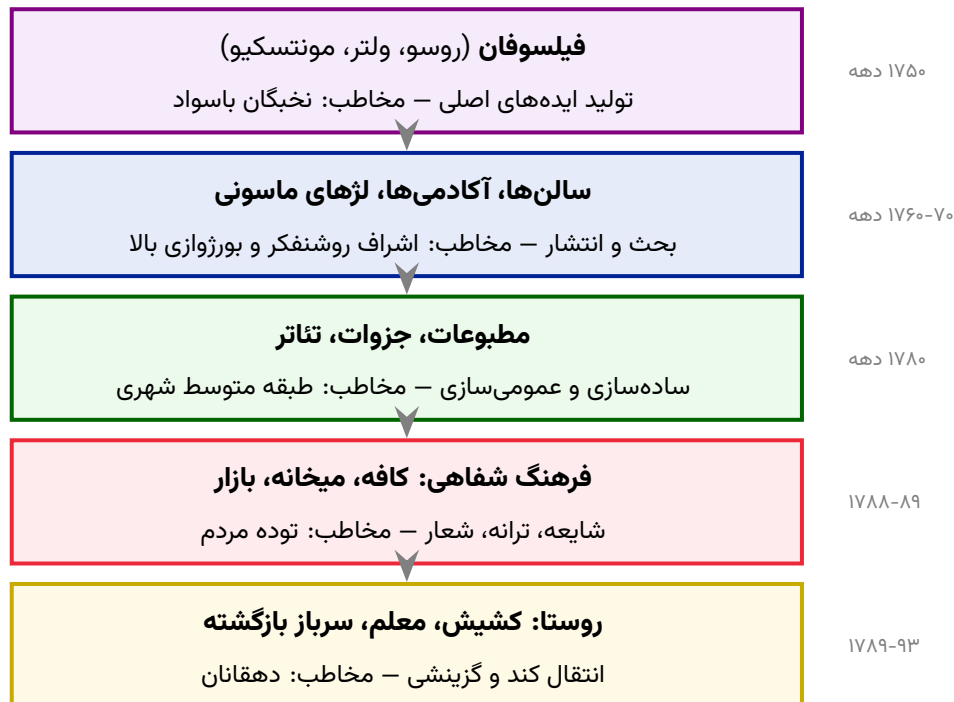 فیلسوفان (روسو، ولتر، مونتسکیو)
تولید ایده‌های اصلی — مخاطب: نخبگان باسواد
۱۷۵۰ دهه
سالن‌ها، آکادمی‌ها، لژهای ماسونی
بحث و انتشار — مخاطب: اشراف روشنفکر و بورژوازی بالا
۱۷۶۰-۷۰ دهه
مطبوعات، جزوات، تئاتر
ساده‌سازی و عمومی‌سازی — مخاطب: طبقه متوسط شهری
۱۷۸۰ دهه
فرهنگ شفاهی: کافه، میخانه، بازار
شایعه، ترانه، شعار — مخاطب: توده مردم
۱۷۸۸-۸۹
روستا: کشیش، معلم، سرباز بازگشته
انتقال کند و گزینشی — مخاطب: دهقانان
۱۷۸۹-۹۳